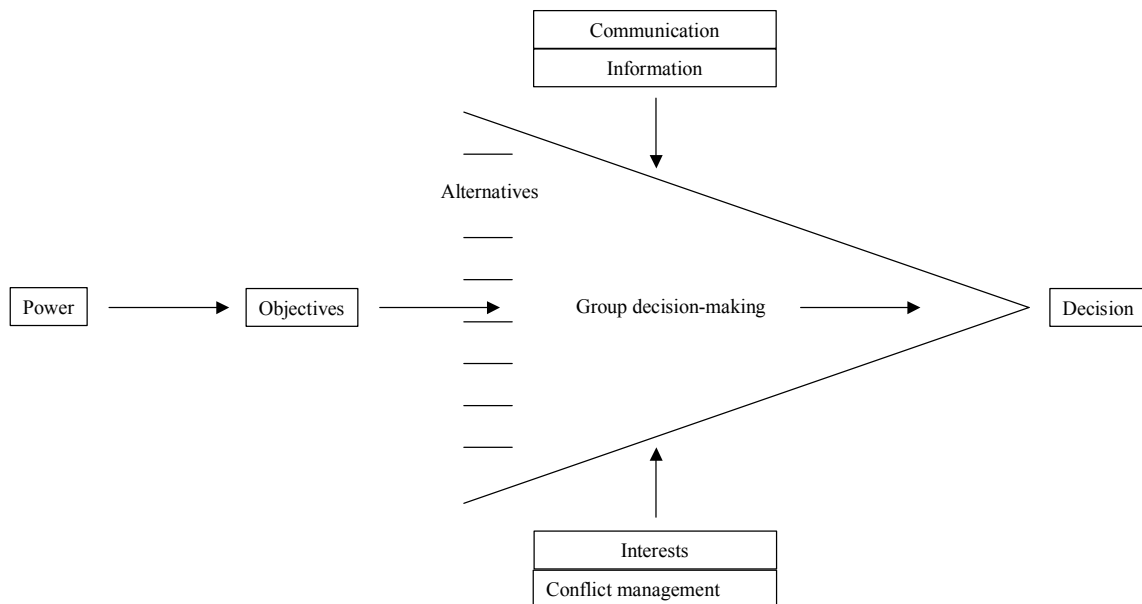 Communication
Information
Alternatives
Power
Objectives
Group decision-making
Decision
Interests
Conflict management